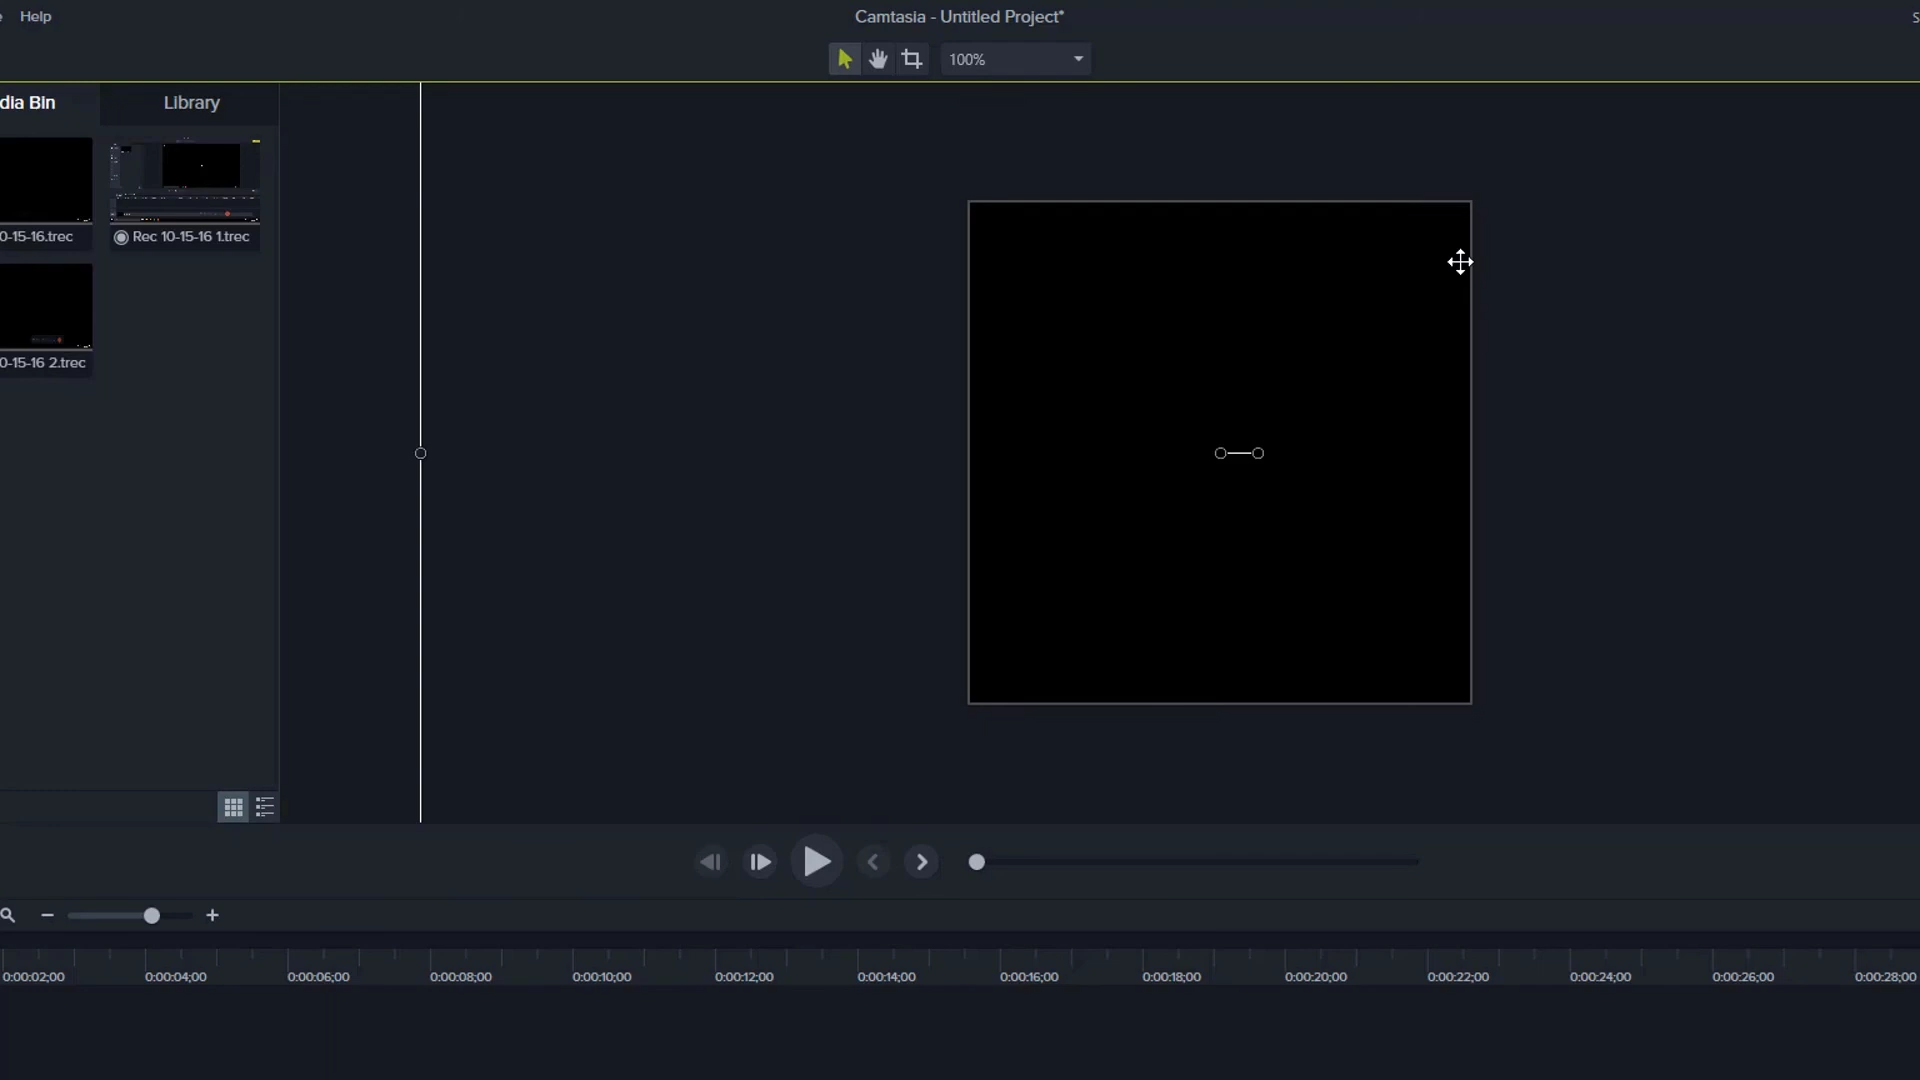 Help
Camtasia - Untitled Project*
100%
dia Bin
Library
0-15-16.trec
Rec 10-15-16 1.trec
0-15-16 2.trec
0:00:02;00
0:00:04;00
0:00:06;00
0:00:08;00
0:00:10;00
0:00:12;00
0:00:14;00
0:00:16;00
0:00:18;00
0:00:20;00
0:00:22;00
0:00:24;00
0:00:26;00
0:00:28;00